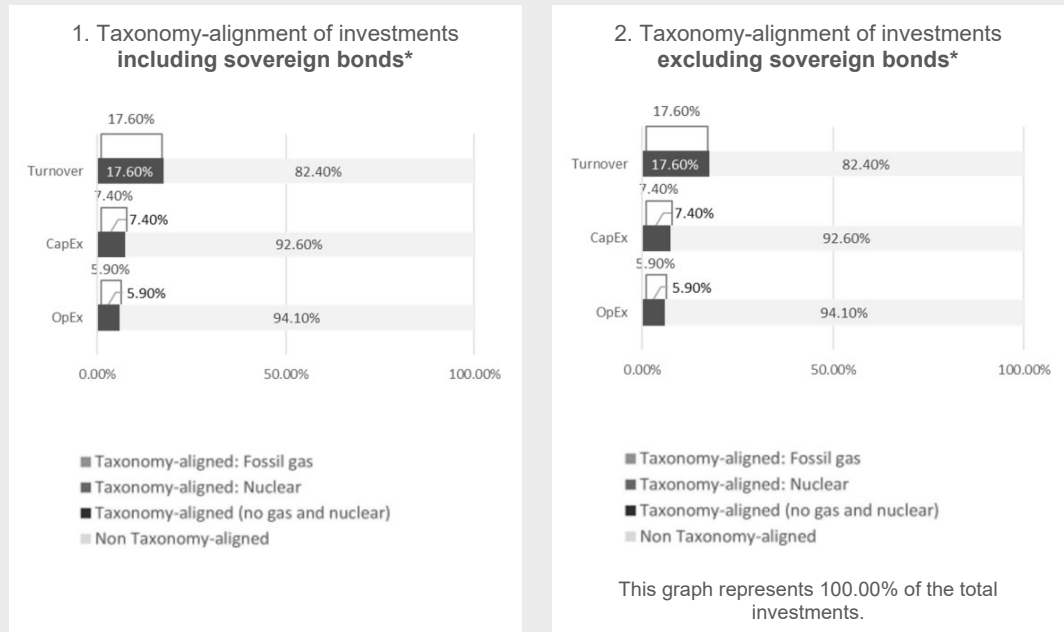 1. Taxonomy-alignment of investments
including sovereign bonds*
17.60%
Turnover 17.60% 82.40%
7.40%
7.40%
CapEx 92.60%
5.90%
5.90%
OpEx 94.10%
0.00% 50.00% 100.00%
Taxonomy-aligned: Fossil gas
Taxonomy-aligned: Nuclear
Taxonomy-aligned (no gas and nuclear)
Non Taxonomy-aligned
2. Taxonomy-alignment of investments
excluding sovereign bonds*
17.60%
Turnover 17.60% 82.40%
7.40%
7.40%
CapEx 92.60%
5.90%
5.90%
OpEx 94.10%
0.00% 50.00% 100.00%
Taxonomy-aligned: Fossil gas
Taxonomy-aligned: Nuclear
Taxonomy-aligned (no gas and nuclear)
Non Taxonomy-aligned
This graph represents 100.00% of the total
investments.